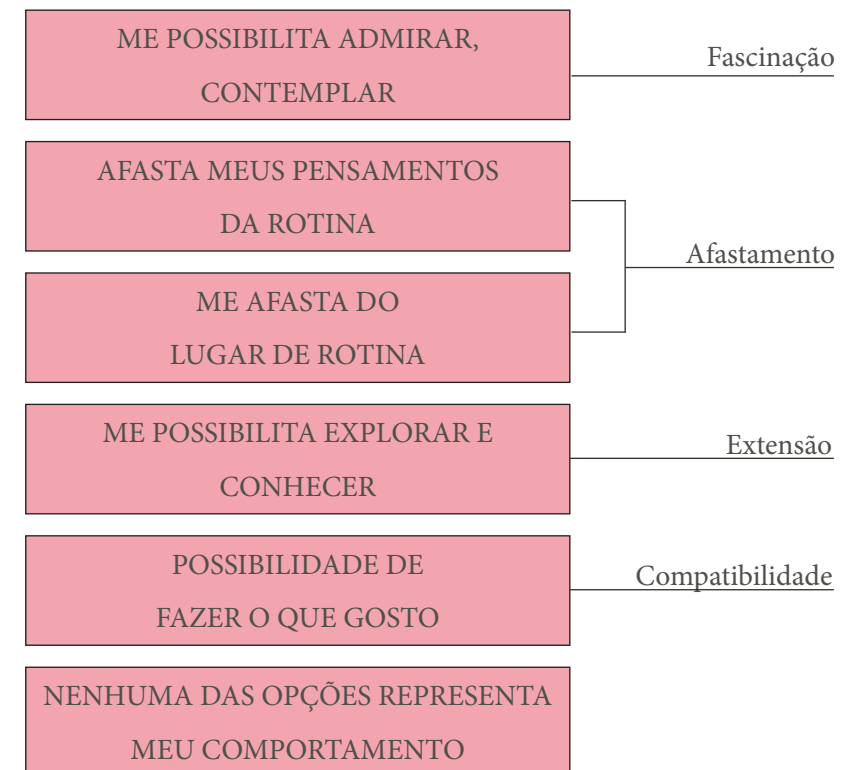 ME POSSIBILITA ADMIRAR,
CONTEMPLAR
Fascinação
AFASTA MEUS PENSAMENTOS
DA ROTINA
Afastamento
ME AFASTA DO
LUGAR DE ROTINA
ME POSSIBILITA EXPLORAR E
CONHECER
Extensão
POSSIBILIDADE DE
FAZER O QUE GOSTO
Compatibilidade
NENHUMA DAS OPÇÕES REPRESENTA
MEU COMPORTAMENTO